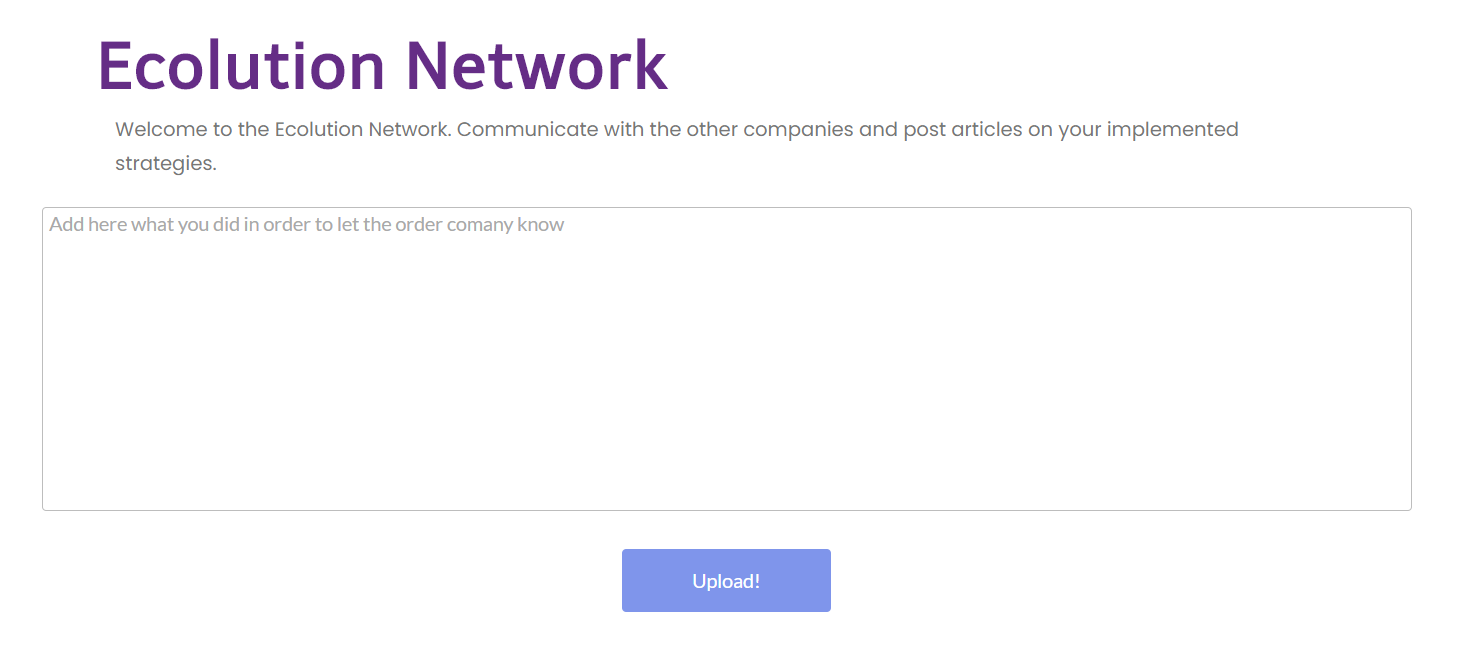 Ecolution Network
Welcome to the Ecolution Network. Communicate with the other companies and post articles on your implemented
strategies.
Add here what you did in order to let the order comany know
Upload!